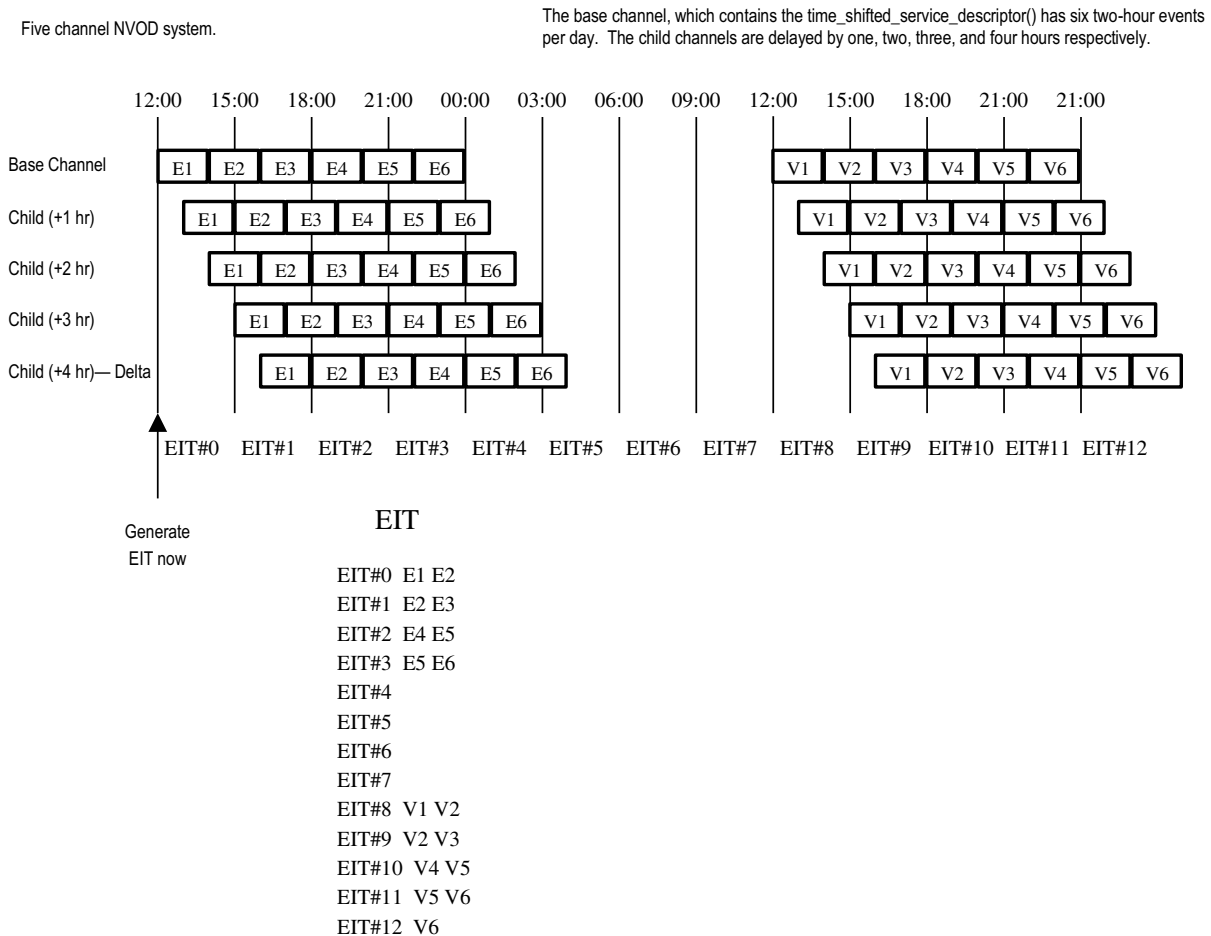 Five channel NVOD system.
The base channel, which contains the time_shifted_service_descriptor() has six two-hour events
per day. The child channels are delayed by one, two, three, and four hours respectively.
12:00 15:00 18:00 21:00 00:00 03:00 06:00 09:00 12:00 15:00 18:00 21:00 21:00
Base Channel E1 E2 E3 E4 E5 E6 V1 V2 V3 V4 V5 V6
Child (+1 hr) E1 E2 E3 E4 E5 E6 V1 V2 V3 V4 V5 V6
Child (+2 hr) E1 E2 E3 E4 E5 E6 V1 V2 V3 V4 V5 V6
Child (+3 hr) E1 E2 E3 E4 E5 E6 V1 V2 V3 V4 V5 V6
Child (+4 hr)— Delta E1 E2 E3 E4 E5 E6 V1 V2 V3 V4 V5 V6
EIT#0 EIT#1 EIT#2 EIT#3 EIT#4 EIT#5 EIT#6 EIT#7 EIT#8 EIT#9 EIT#10 EIT#11 EIT#12
Generate
EIT now
EIT
EIT#0 E1 E2
EIT#1 E2 E3
EIT#2 E4 E5
EIT#3 E5 E6
EIT#4
EIT#5
EIT#6
EIT#7
EIT#8 V1 V2
EIT#9 V2 V3
EIT#10 V4 V5
EIT#11 V5 V6
EIT#12 V6